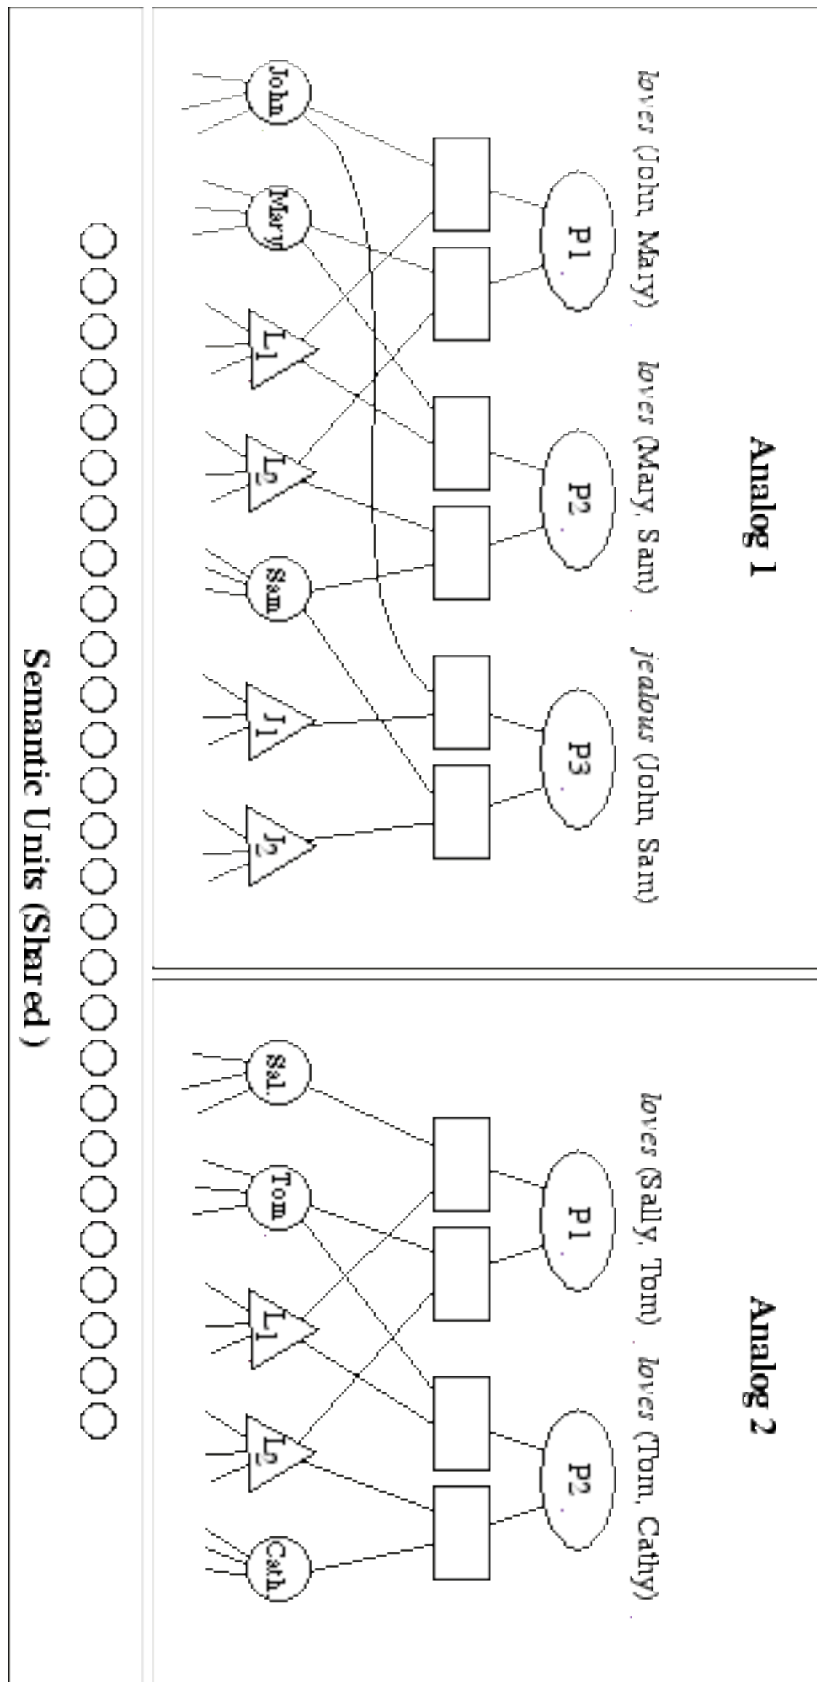 Analog 1
Analog 2
loves (John, Mary)
loves (Mary, Sam)
jealous (John, Sam)
loves (Sally, Tom)
loves (Tom, Cathy)
P1
P2
P3
P1
P2
John
Mary
L1
L2
Sam
J1
J2
Sal.
Tom
L1
L2
Cath.
Semantic Units (Shared)